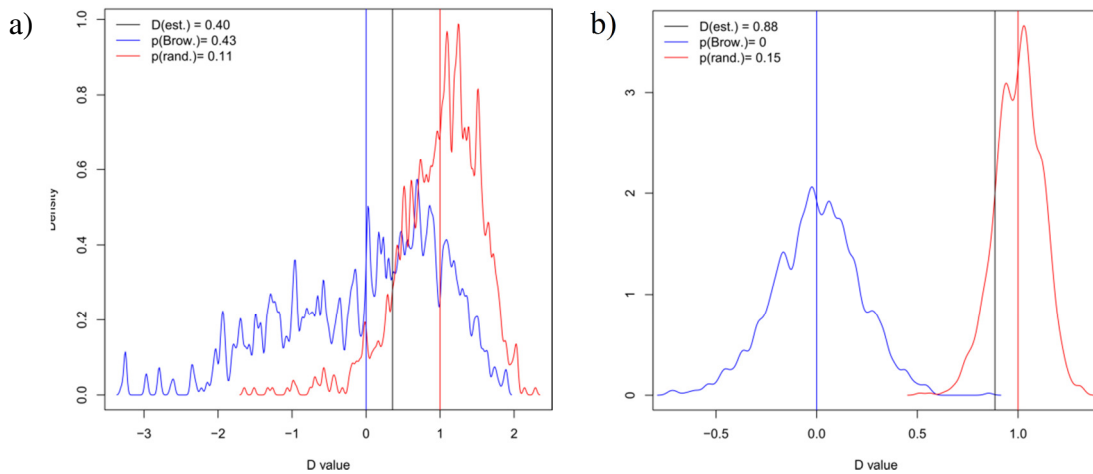 a)
D(est.) = 0.40
p(Brow.)= 0.43
p(rand.)= 0.11
Density
0.0
0.2
0.4
0.6
0.8
1.0
−3
−2
−1
0
1
2
D value
b)
D(est.) = 0.88
p(Brow.)= 0
p(rand.)= 0.15
0
1
2
3
−0.5
0.0
0.5
1.0
D value